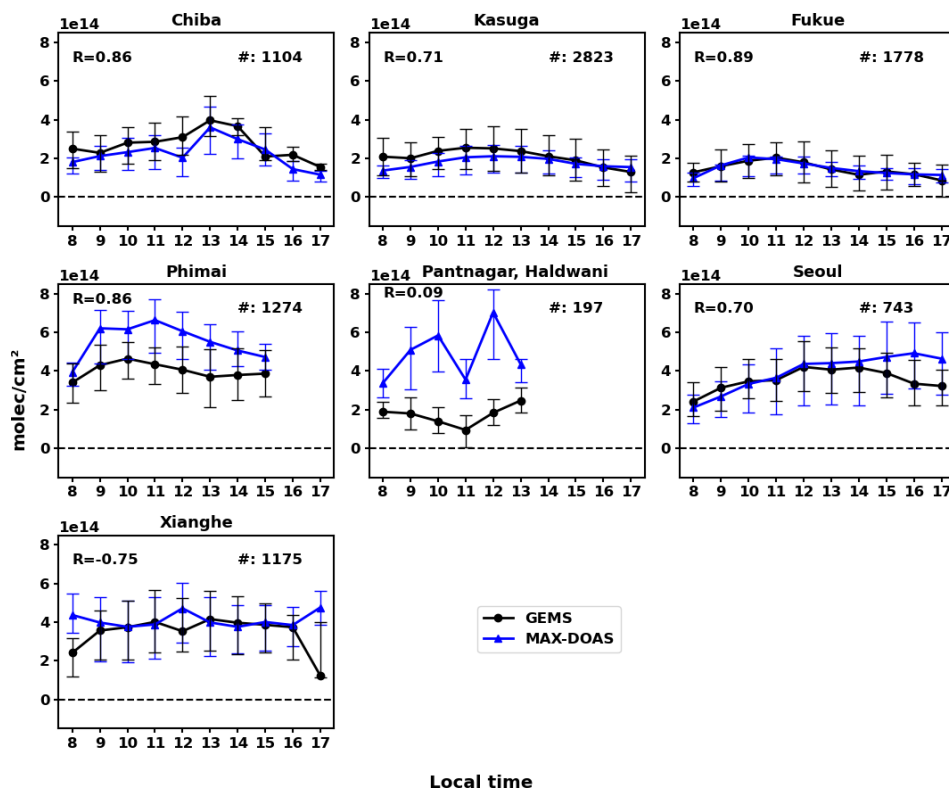 Chiba
1e14
R=0.86
#: 1104
8
6
4
2
0
8 9 10 11 12 13 14 15 16 17
Kasuga
1e14
R=0.71
#: 2823
8
6
4
2
0
8 9 10 11 12 13 14 15 16 17
Fukue
1e14
R=0.89
#: 1778
8
6
4
2
0
8 9 10 11 12 13 14 15 16 17
molec/cm²
Phimai
1e14
R=0.86
#: 1274
8
6
4
2
0
8 9 10 11 12 13 14 15 16 17
Pantnagar, Haldwani
1e14
R=0.09
#: 197
8
6
4
2
0
8 9 10 11 12 13 14 15 16 17
Seoul
1e14
R=0.70
#: 743
8
6
4
2
0
8 9 10 11 12 13 14 15 16 17
Xianghe
1e14
R=-0.75
#: 1175
8
6
4
2
0
8 9 10 11 12 13 14 15 16 17
GEMS
MAX-DOAS
Local time